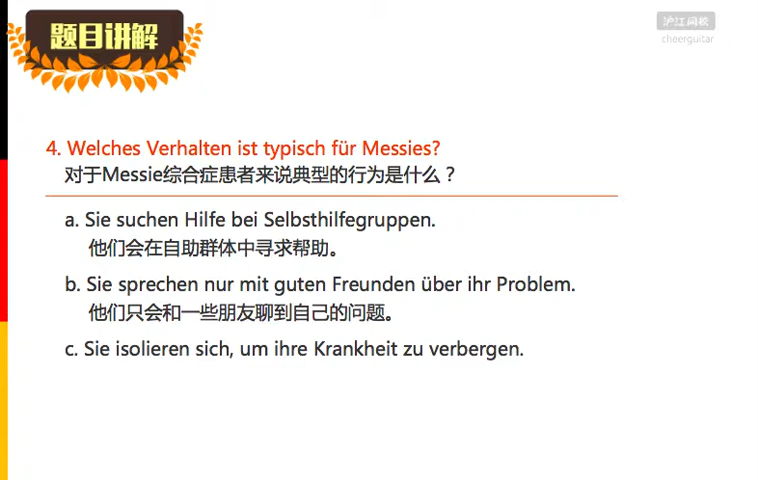 题目讲解
沪江网校
cheerguitar
4. Welches Verhalten ist typisch für Messies?
对于Messie综合症患者来说典型的行为是什么？
a. Sie suchen Hilfe bei Selbsthilfegruppen.
他们会在自助群体中寻求帮助。
b. Sie sprechen nur mit guten Freunden über ihr Problem.
他们只会和一些朋友聊到自己的问题。
c. Sie isolieren sich, um ihre Krankheit zu verbergen.